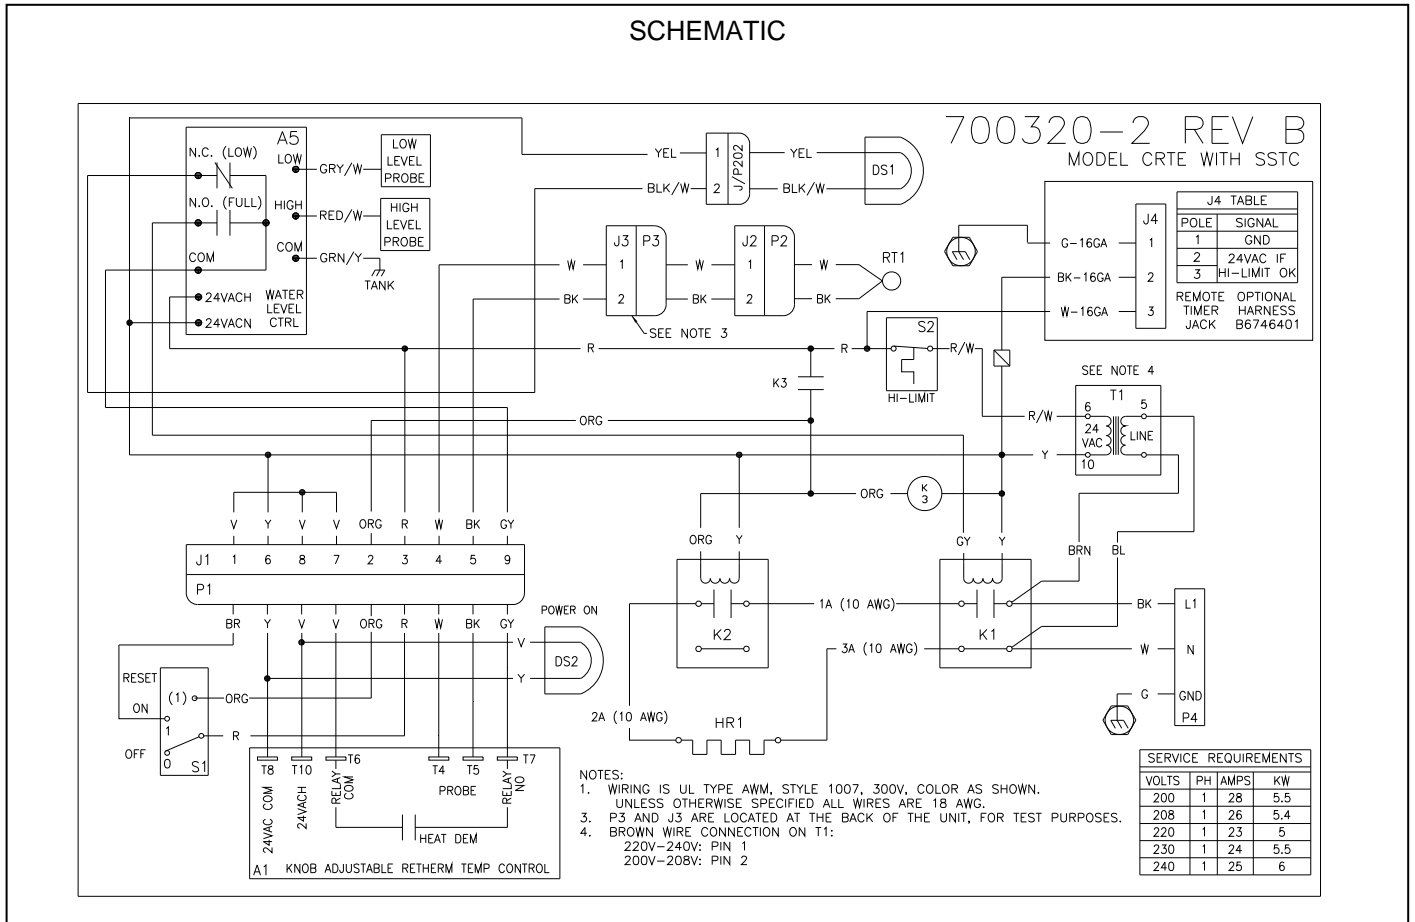 SCHEMATIC
700320-2 REV B
MODEL CRTE WITH SSTC
A5
N.C. (LOW)
LOW
GRY/W
LOW
LEVEL
PROBE
N.O. (FULL)
HIGH
RED/W
HIGH
LEVEL
PROBE
COM
COM
GRN/Y
TANK
24VACH
24VACN
WATER
LEVEL
CTRL
YEL
1
J/P202
YEL
BLK/W
2
BLK/W
DS1
J3
P3
J2
P2
W
1
W
1
W
BK
2
BK
2
BK
RT1
SEE NOTE 3
J4
G-16GA
1
BK-16GA
2
W-16GA
3
J4 TABLE
POLE SIGNAL
1 GND
2 24VAC IF
3 HI-LIMIT OK
REMOTE
TIMER
JACK
OPTIONAL
HARNESS
B6746401
R
R
S2
R/W
HI-LIMIT
K3
ORG
SEE NOTE 4
T1
R/W
6
5
24
VAC
LINE
Y
10
ORG
K
3
V Y V V ORG R W BK GY
J1 1 6 8 7 2 3 4 5 9
P1
BR Y V V ORG R W BK GY
ORG
Y
K2
GY
Y
K1
BRN
BL
1A (10 AWG)
3A (10 AWG)
2A (10 AWG)
HR1
BK
L1
W
N
G
GND
P4
POWER ON
V
DS2
Y
RESET
(1)
ORG
ON
1
OFF
0
R
S1
T8 T10 T6 T4 T5 T7
24VAC COM
24VACH
RELAY
COM
PROBE
RELAY
NO
HEAT DEM
A1 KNOB ADJUSTABLE RETHERM TEMP CONTROL
NOTES:
1. WIRING IS UL TYPE AWM, STYLE 1007, 300V, COLOR AS SHOWN.
UNLESS OTHERWISE SPECIFIED ALL WIRES ARE 18 AWG.
3. P3 AND J3 ARE LOCATED AT THE BACK OF THE UNIT, FOR TEST PURPOSES.
4. BROWN WIRE CONNECTION ON T1:
220V-240V: PIN 1
200V-208V: PIN 2
SERVICE REQUIREMENTS
VOLTS PH AMPS KW
200 1 28 5.5
208 1 26 5.4
220 1 23 5
230 1 24 5.5
240 1 25 6